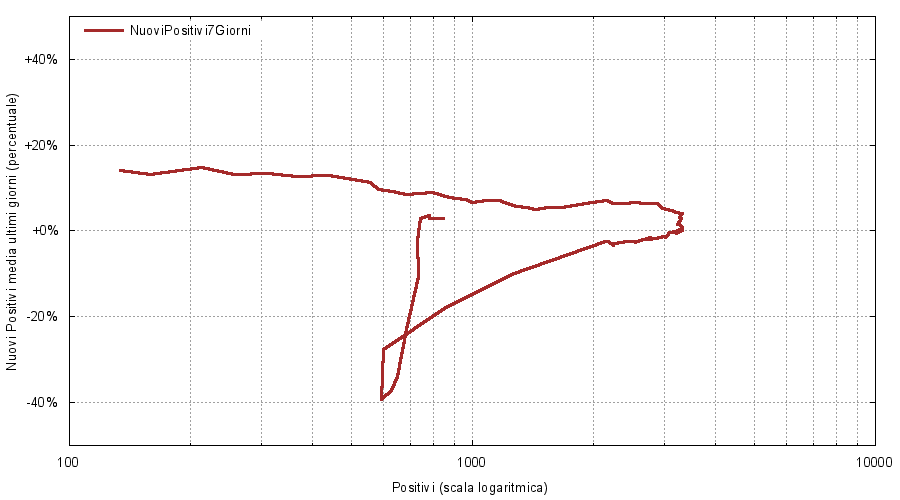 NuoviPositivi7Giorni
+40%
+20%
+0%
-20%
-40%
Nuovi Positivi media ultimi giorni (percentuale)
100
1000
10000
Positivi (scala logaritmica)